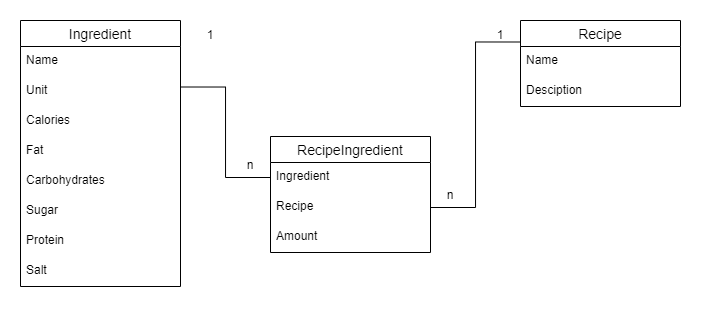 Ingredient
Name
Unit
Calories
Fat
Carbohydrates
Sugar
Protein
Salt
1
n
RecipeIngredient
Ingredient
Recipe
Amount
n
1
Recipe
Name
Desciption